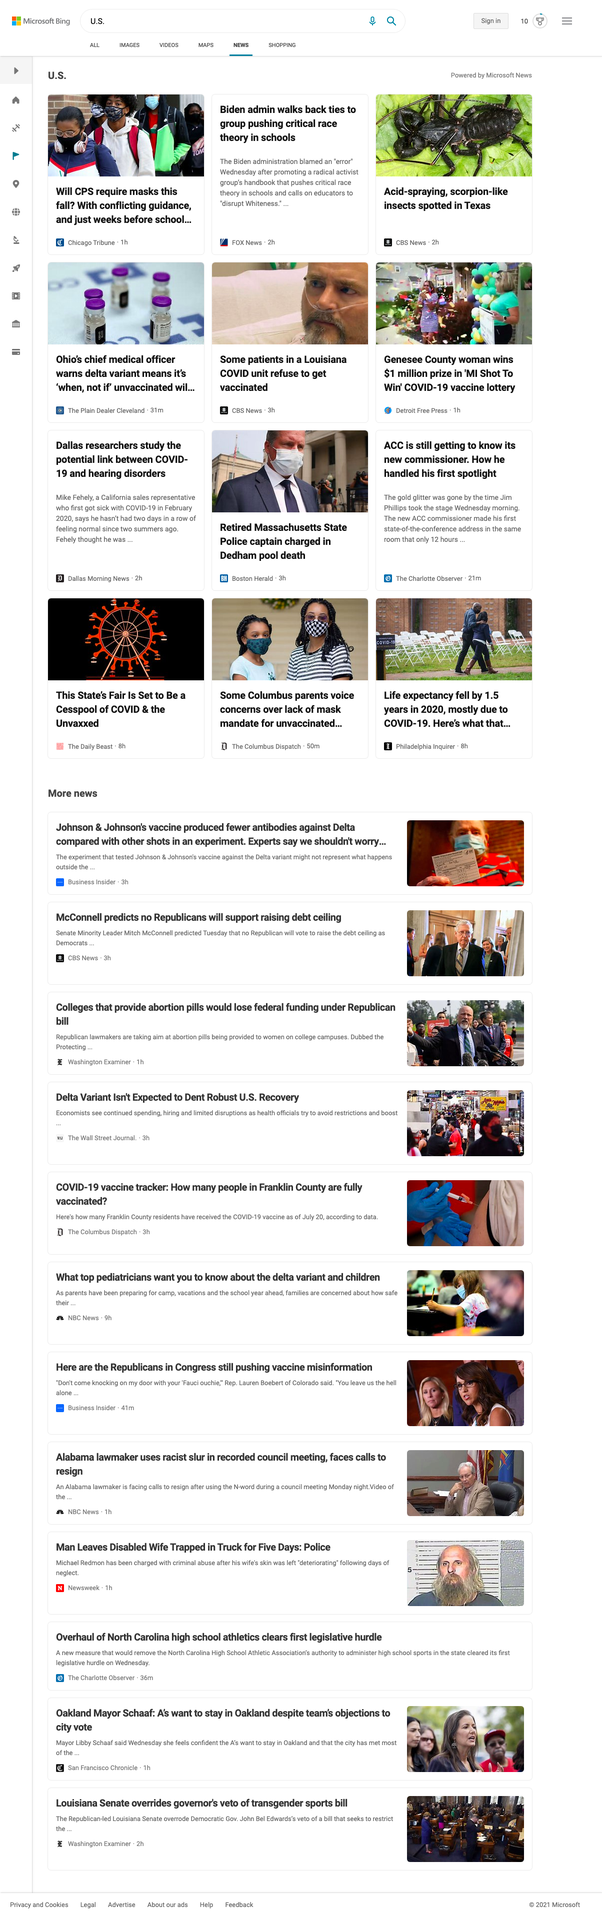 Microsoft Bing
U.S.
Sign in
10
ALL IMAGES VIDEOS MAPS NEWS SHOPPING
U.S.
Powered by Microsoft News
Will CPS require masks this
fall? With conflicting guidance,
and just weeks before school...
Chicago Tribune · 1h
Biden admin walks back ties to
group pushing critical race
theory in schools
The Biden administration blamed an "error"
Wednesday after promoting a radical activist
group's handbook that pushes critical race
theory in schools and calls on educators to
"disrupt Whiteness." ...
FOX News · 2h
Acid-spraying, scorpion-like
insects spotted in Texas
CBS News · 2h
Ohio's chief medical officer
warns delta variant means it's
'when, not if' unvaccinated wil...
The Plain Dealer Cleveland · 31m
Some patients in a Louisiana
COVID unit refuse to get
vaccinated
CBS News · 3h
Genesee County woman wins
$1 million prize in 'MI Shot To
Win' COVID-19 vaccine lottery
Detroit Free Press · 1h
Dallas researchers study the
potential link between COVID-
19 and hearing disorders
Mike Fehely, a California sales representative
who first got sick with COVID-19 in February
2020, says he hasn't had two days in a row of
feeling normal since two summers ago.
Fehely thought he was ...
Dallas Morning News · 2h
Retired Massachusetts State
Police captain charged in
Dedham pool death
Boston Herald · 3h
ACC is still getting to know its
new commissioner. How he
handled his first spotlight
The gold glitter was gone by the time Jim
Phillips took the stage Wednesday morning.
The new ACC commissioner made his first
state-of-the-conference address in the same
room that only 12 hours ...
The Charlotte Observer · 21m
This State's Fair Is Set to Be a
Cesspool of COVID & the
Unvaxxed
The Daily Beast · 8h
Some Columbus parents voice
concerns over lack of mask
mandate for unvaccinated...
The Columbus Dispatch · 50m
Life expectancy fell by 1.5
years in 2020, mostly due to
COVID-19. Here's what that...
Philadelphia Inquirer · 8h
More news
Johnson & Johnson's vaccine produced fewer antibodies against Delta
compared with other shots in an experiment. Experts say we shouldn't worry...
The experiment that tested Johnson & Johnson's vaccine against the Delta variant might not represent what happens
outside the ...
Business Insider · 3h
McConnell predicts no Republicans will support raising debt ceiling
Senate Minority Leader Mitch McConnell predicted Tuesday that no Republican will vote to raise the debt ceiling as
Democrats ...
CBS News · 3h
Colleges that provide abortion pills would lose federal funding under Republican
bill
Republican lawmakers are taking aim at abortion pills being provided to women on college campuses. Dubbed the
Protecting ...
Washington Examiner · 1h
Delta Variant Isn't Expected to Dent Robust U.S. Recovery
Economists see continued spending, hiring and limited disruptions as health officials try to avoid restrictions and boost
...
The Wall Street Journal. · 3h
COVID-19 vaccine tracker: How many people in Franklin County are fully
vaccinated?
Here's how many Franklin County residents have received the COVID-19 vaccine as of July 20, according to data.
The Columbus Dispatch · 3h
What top pediatricians want you to know about the delta variant and children
As parents have been preparing for camp, vacations and the school year ahead, families are concerned about how safe
their ...
NBC News · 9h
Here are the Republicans in Congress still pushing vaccine misinformation
"Don't come knocking on my door with your 'Fauci ouchie,'" Rep. Lauren Boebert of Colorado said. "You leave us the hell
alone ...
Business Insider · 41m
Alabama lawmaker uses racist slur in recorded council meeting, faces calls to
resign
An Alabama lawmaker is facing calls to resign after using the N-word during a council meeting Monday night.Video of
the ...
NBC News · 1h
Man Leaves Disabled Wife Trapped in Truck for Five Days: Police
Michael Redmon has been charged with criminal abuse after his wife's skin was left "deteriorating" following days of
neglect.
Newsweek · 1h
Overhaul of North Carolina high school athletics clears first legislative hurdle
A new measure that would remove the North Carolina High School Athletic Association's authority to administer high school sports in the state cleared its first
legislative hurdle on Wednesday.
The Charlotte Observer · 36m
Oakland Mayor Schaaf: A's want to stay in Oakland despite team's objections to
city vote
Mayor Libby Schaaf said Wednesday she feels confident the A's want to stay in Oakland and that the city has met most
of the ...
San Francisco Chronicle · 1h
Louisiana Senate overrides governor's veto of transgender sports bill
The Republican-led Louisiana Senate overrode Democratic Gov. John Bel Edwards's veto of a bill that seeks to restrict
the ...
Washington Examiner · 2h
Privacy and Cookies Legal Advertise About our ads Help Feedback
© 2021 Microsoft